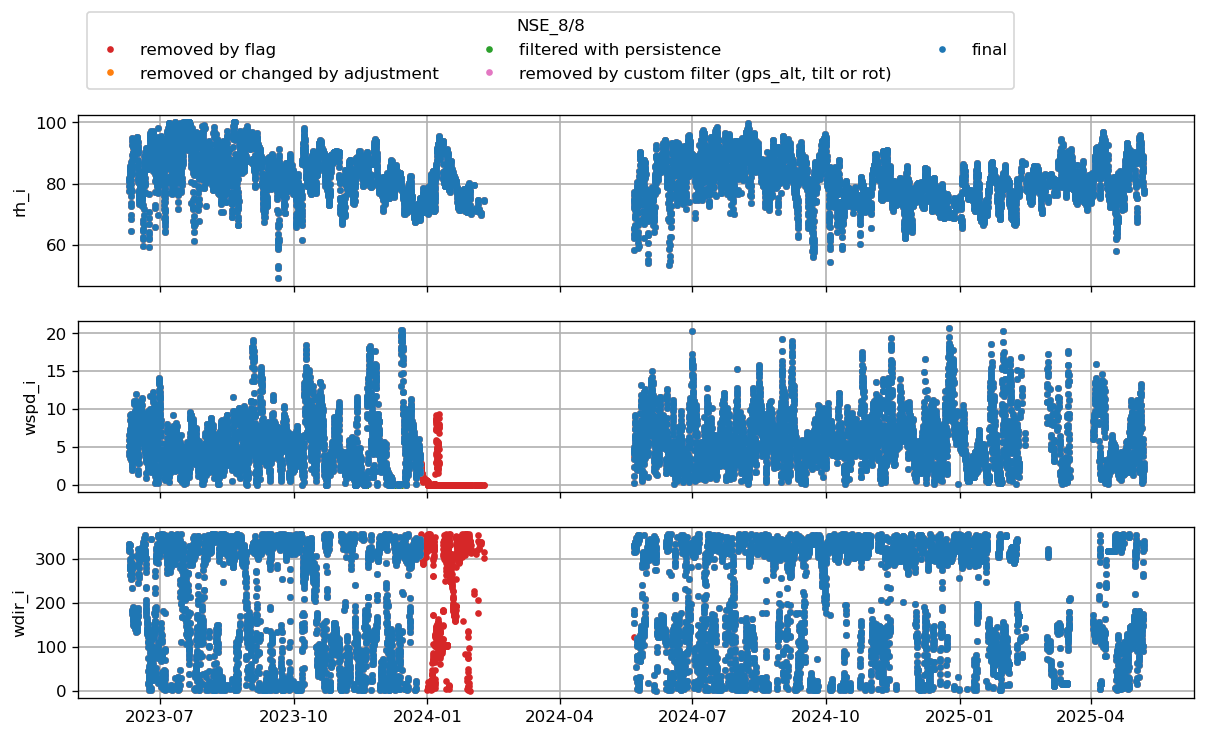 NSE_8/8
removed by flag
filtered with persistence
final
removed or changed by adjustment
removed by custom filter (gps_alt, tilt or rot)
100
80
60
rh_i
20
15
10
5
0
wspd_i
300
200
100
0
wdir_i
2023-07
2023-10
2024-01
2024-04
2024-07
2024-10
2025-01
2025-04